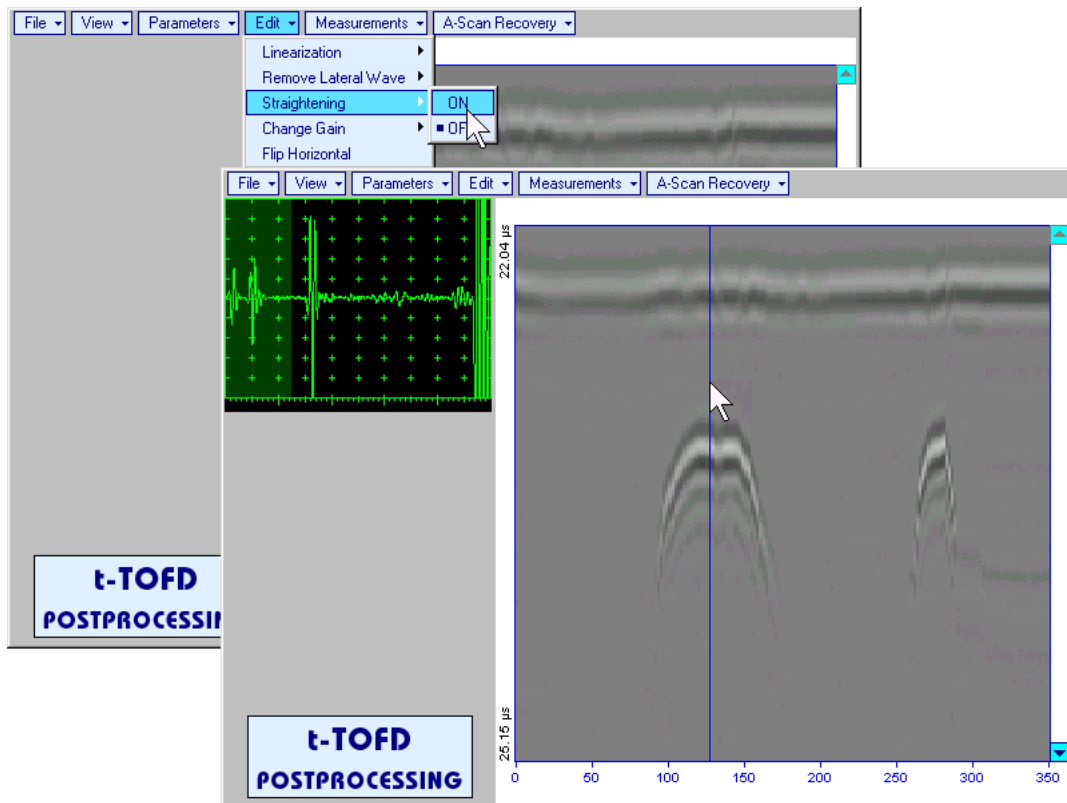 File View Parameters Edit Measurements A-Scan Recovery
Linearization
Remove Lateral Wave
Straightening
ON
Change Gain
Flip Horizontal
File View Parameters Edit Measurements A-Scan Recovery
22.04 µs
25.15 µs
0 50 100 150 200 250 300 350
t-TOFD
t-TOFD
POSTPROCESSING